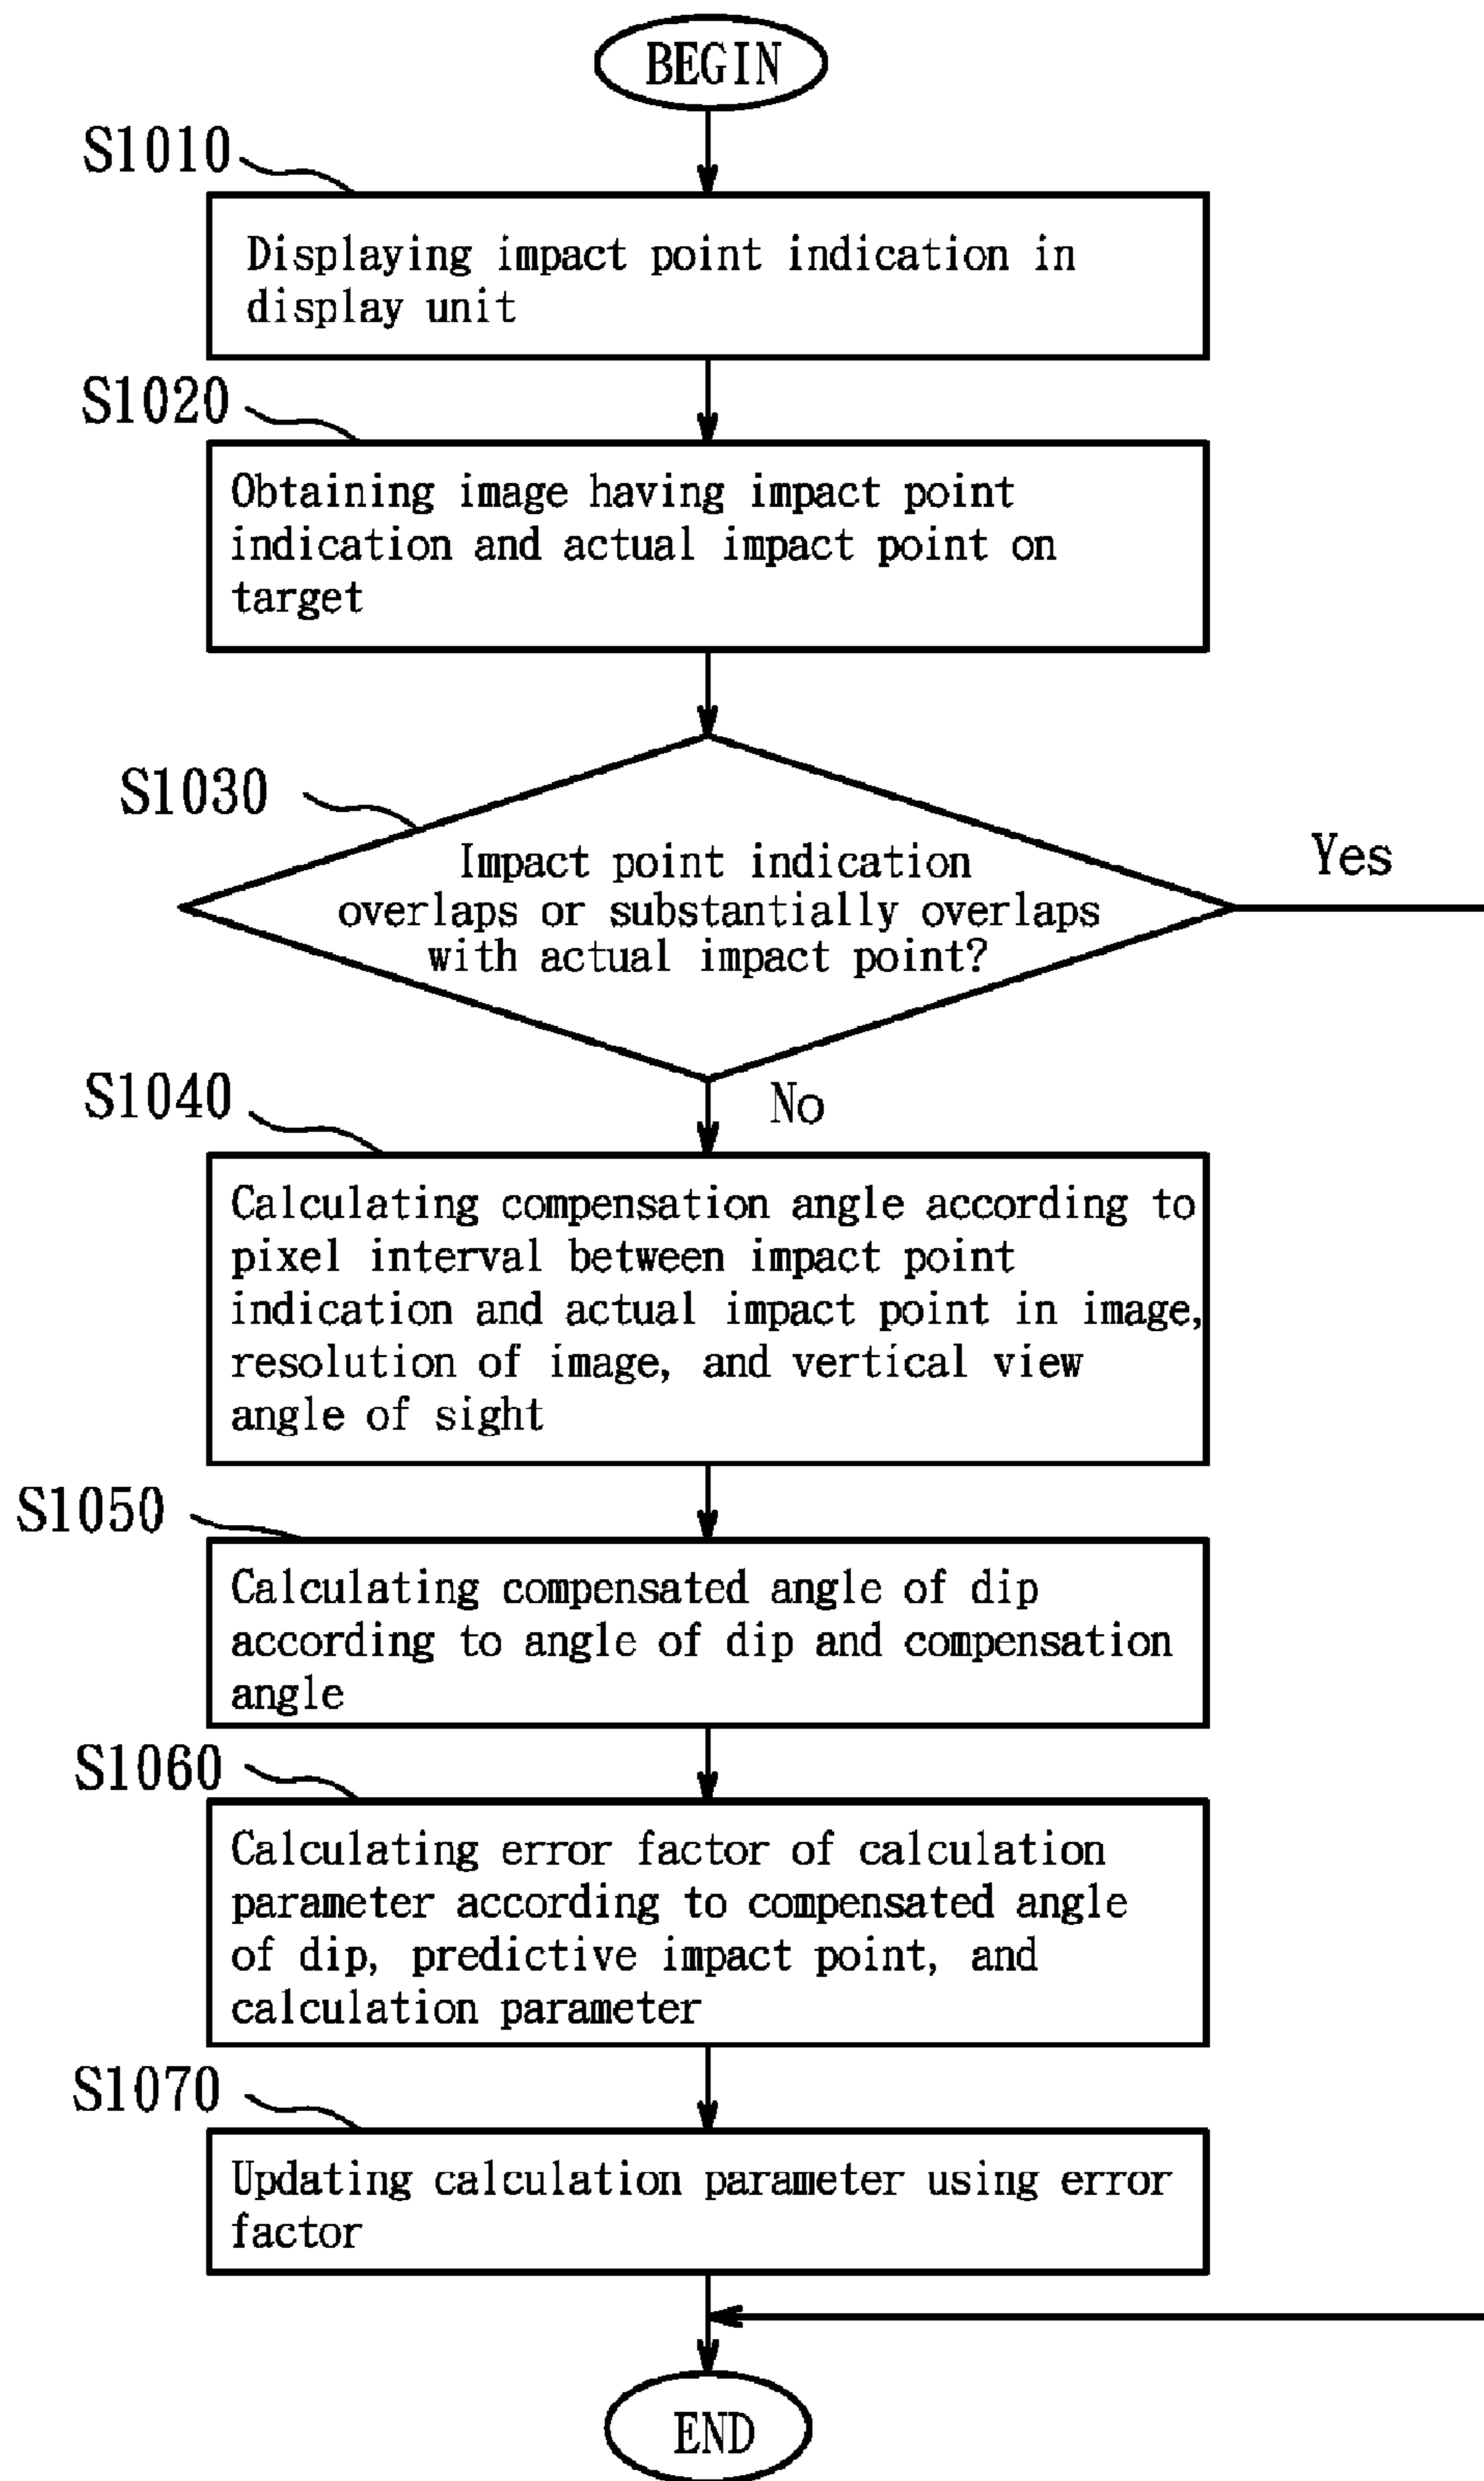 BEGIN
S1010
Displaying impact point indication in
display unit
S1020
Obtaining image having impact point
indication and actual impact point on
target
S1030
Impact point indication
overlaps or substantially overlaps
with actual impact point?
Yes
No
S1040
Calculating compensation angle according to
pixel interval between impact point
indication and actual impact point in image,
resolution of image, and vertical view
angle of sight
S1050
Calculating compensated angle of dip
according to angle of dip and compensation
angle
S1060
Calculating error factor of calculation
parameter according to compensated angle
of dip, predictive impact point, and
calculation parameter
S1070
Updating calculation parameter using error
factor
END